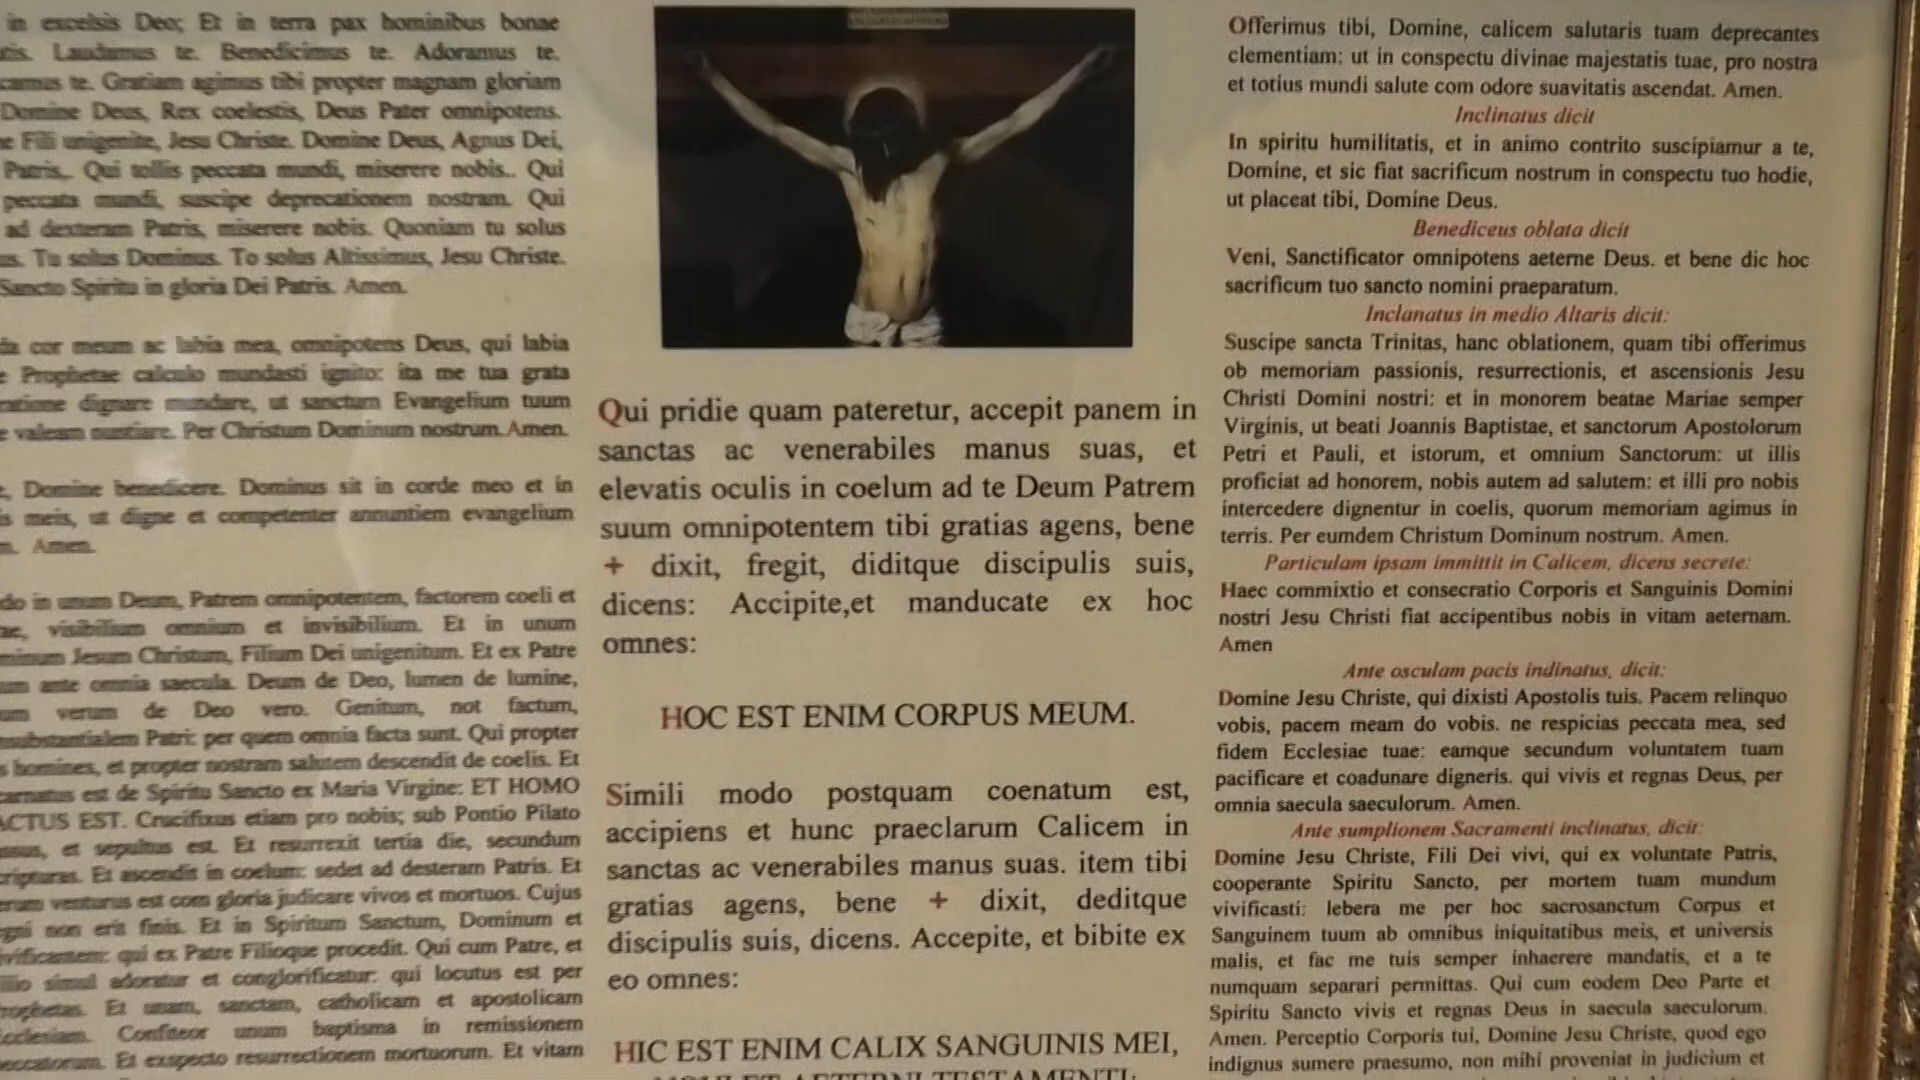 in excelsis Deo; Et in terra pax hominibus bonae
Laudamus te. Benedicimus te. Adoramus te.
te. Gratiam agimus tibi propter magnam gloriam
Domine Deus, Rex coelestis, Deus Pater omnipotens.
Fili unigenite, Jesu Christe. Domine Deus, Agnus Dei,
Patris,. Qui tollis peccata mundi, miserere nobis.. Qui
peccata mundi, suscipe deprecationem nostram. Qui
ad dexteram Patris, miserere nobis. Quoniam tu solus
Tu solus Dominus. To solus Altissimus, Jesu Christe.
Sancto Spiritu in gloria Dei Patris. Amen.
cor meum ac labia mea, omnipotens Deus, qui labia
Prophetae calculo mundasti ignito: ita me tua grata
dignare mundare, ut sanctum Evangelium tuum
valeam nuntiare. Per Christum Dominum nostrum. Amen.
Domine benedicere. Dominus sit in corde meo et in
meis, ut digne et competenter annuntiem evangelium
Amen.
in unum Deum, Patrem omnipotentem, factorem coeli et
visibilium omnium et invisibilium. Et in unum
Jesum Christum, Filium Dei unigenitum. Et ex Patre
ante omnia saecula. Deum de Deo, lumen de lumine,
verum de Deo vero. Genitum, not factum,
Patri: per quem omnia facta sunt. Qui propter
homines, et propter nostram salutem descendit de coelis. Et
est de Spiritu Sancto ex Maria Virgine: ET HOMO
EST. Crucifixus etiam pro nobis; sub Pontio Pilato
et sepultus est. Et resurrexit tertia die, secundum
Et ascendit in coelum: sedet ad desteram Patris. Et
venturus est com gloria judicare vivos et mortuos. Cujus
non erit finis. Et in Spiritum Sanctum, Dominum et
qui ex Patre Filioque procedit. Qui cum Patre, et
simul adoratur et conglorificatur: qui locutus est per
Et unam, sanctam, catholicam et apostolicam
Confiteor unum baptisma in remissionem
Et exspecto resurrectionem mortuorum. Et vitam
Qui pridie quam pateretur, accepit panem in
sanctas ac venerabiles manus suas, et
elevatis oculis in coelum ad te Deum Patrem
suum omnipotentem tibi gratias agens, bene
+ dixit, fregit, diditque discipulis suis,
dicens: Accipite,et manducate ex hoc
omnes:
HOC EST ENIM CORPUS MEUM.
Simili modo postquam coenatum est,
accipiens et hunc praeclarum Calicem in
sanctas ac venerabiles manus suas. item tibi
gratias agens, bene + dixit, deditque
discipulis suis, dicens. Accepite, et bibite ex
eo omnes:
HIC EST ENIM CALIX SANGUINIS MEI,
ET AETERNI TESTAMENTI:
Offerimus tibi, Domine, calicem salutaris tuam deprecantes
clementiam: ut in conspectu divinae majestatis tuae, pro nostra
et totius mundi salute com odore suavitatis ascendat. Amen.
Inclinatus dicit
In spiritu humilitatis, et in animo contrito suscipiamur a te,
Domine, et sic fiat sacrificum nostrum in conspectu tuo hodie,
ut placeat tibi, Domine Deus.
Benediceus oblata dicit
Veni, Sanctificator omnipotens aeterne Deus. et bene dic hoc
sacrificum tuo sancto nomini praeparatum.
Inclanatus in medio Altaris dicit:
Suscipe sancta Trinitas, hanc oblationem, quam tibi offerimus
ob memoriam passionis, resurrectionis, et ascensionis Jesu
Christi Domini nostri: et in monorem beatae Mariae semper
Virginis, ut beati Joannis Baptistae, et sanctorum Apostolorum
Petri et Pauli, et istorum, et omnium Sanctorum: ut illis
proficiat ad honorem, nobis autem ad salutem: et illi pro nobis
intercedere dignentur in coelis, quorum memoriam agimus in
terris. Per eumdem Christum Dominum nostrum. Amen.
Particulam ipsam immittit in Calicem, dicens secrete:
Haec commixtio et consecratio Corporis et Sanguinis Domini
nostri Jesu Christi fiat accipentibus nobis in vitam aeternam.
Amen
Ante osculam pacis indinatus, dicit:
Domine Jesu Christe, qui dixisti Apostolis tuis. Pacem relinquo
vobis, pacem meam do vobis. ne respicias peccata mea, sed
fidem Ecclesiae tuae: eamque secundum voluntatem tuam
pacificare et coadunare digneris. qui vivis et regnas Deus, per
omnia saecula saeculorum. Amen.
Ante sumplionem Sacramenti inclinatus, dicit:
Domine Jesu Christe, Fili Dei vivi, qui ex voluntate Patris,
cooperante Spiritu Sancto, per mortem tuam mundum
vivificasti: lebera me per hoc sacrosanctum Corpus et
Sanguinem tuum ab omnibus iniquitatibus meis, et universis
malis, et fac me tuis semper inhaerere mandatis, et a te
numquam separari permittas. Qui cum eodem Deo Parte et
Spiritu Sancto vivis et regnas Deus in saecula saeculorum.
Amen. Perceptio Corporis tui, Domine Jesu Christe, quod ego
indignus sumere praesumo, non mihi proveniat in judicium et